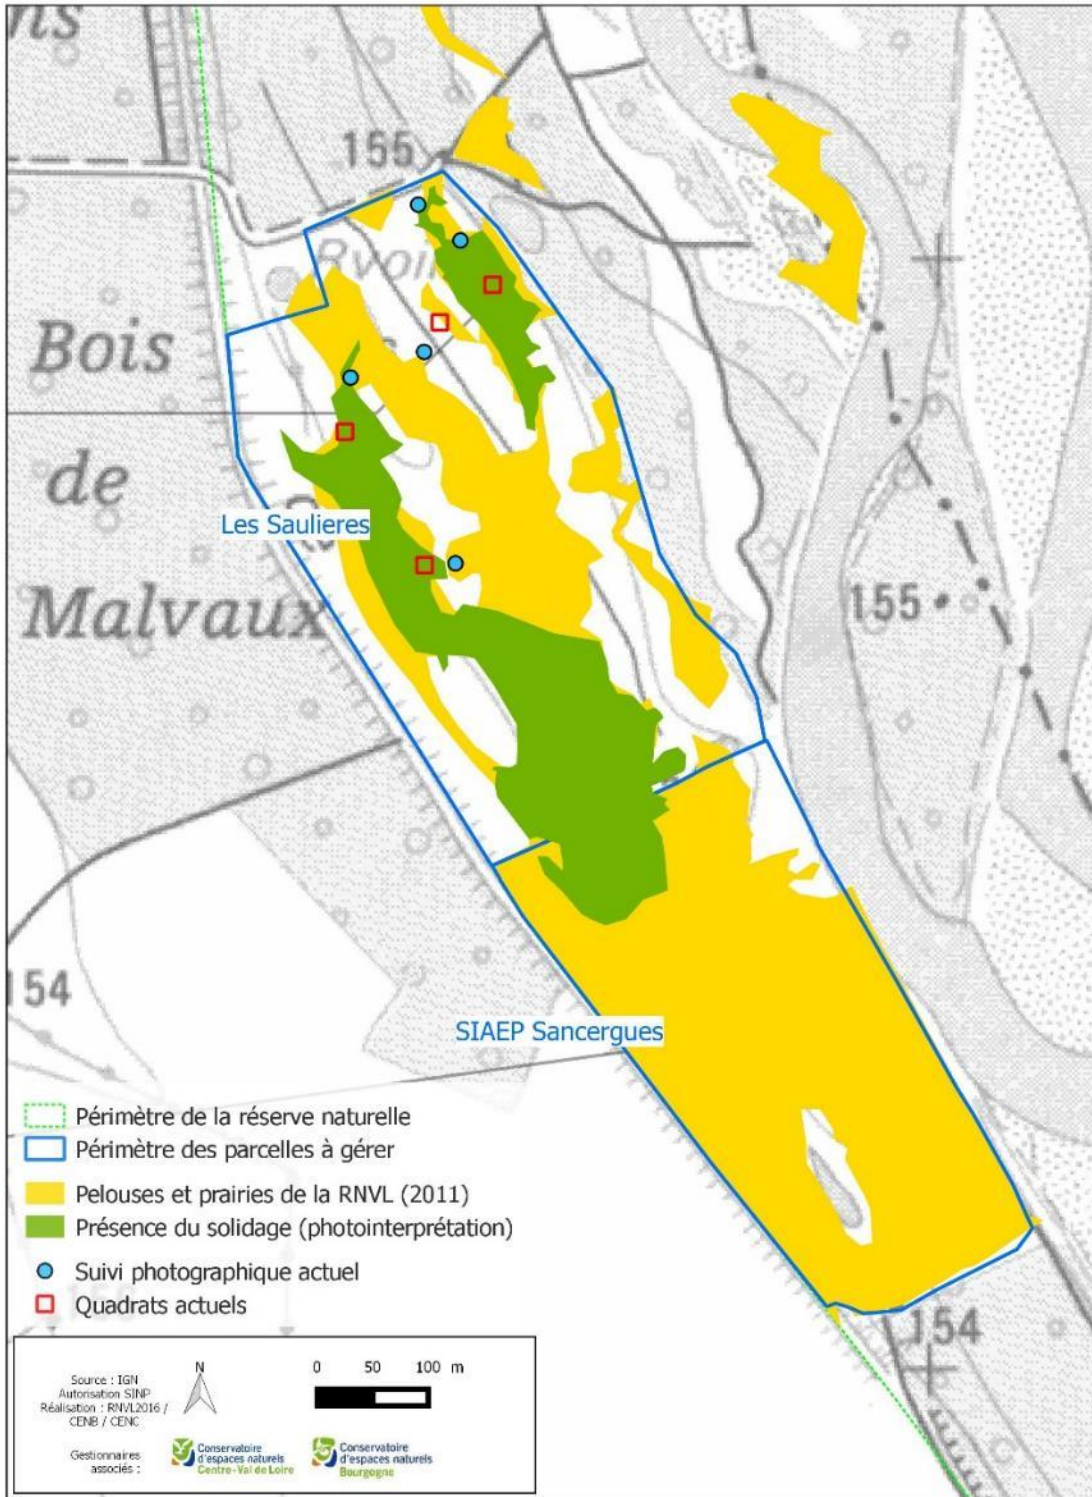 ns
155
Rvoir
Bois
de
Malvaux
Les Saulieres
155
154
SIAEP Sancergues
Périmètre de la réserve naturelle
Périmètre des parcelles à gérer
Pelouses et prairies de la RNVL (2011)
Présence du solidage (photointerprétation)
Suivi photographique actuel
Quadrats actuels
154
Source : IGN
Autorisation SINP
Réalisation : RNVL2016 /
CENB / CENC
N
0 50 100 m
Gestionnaires
associés :
Conservatoire
d'espaces naturels
Centre-Val de Loire
Conservatoire
d'espaces naturels
Bourgogne